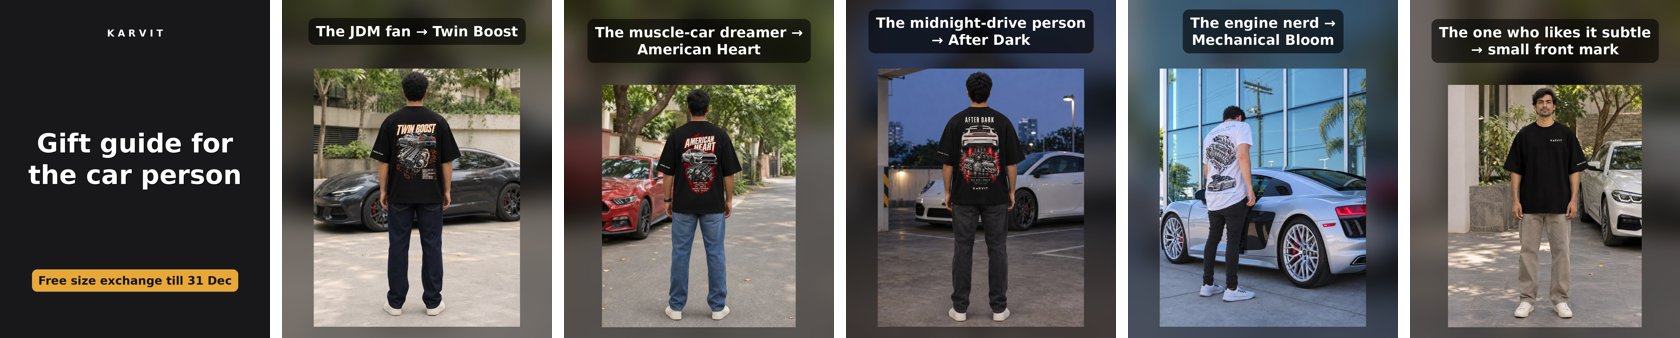 KARVIT
Gift guide for
the car person
Free size exchange till 31 Dec
The JDM fan → Twin Boost
TWIN BOOST
The muscle-car dreamer →
American Heart
AMERICAN
HEART
The midnight-drive person
→ After Dark
AFTER DARK
KARVIT
The engine nerd →
Mechanical Bloom
The one who likes it subtle
→ small front mark
KARVIT